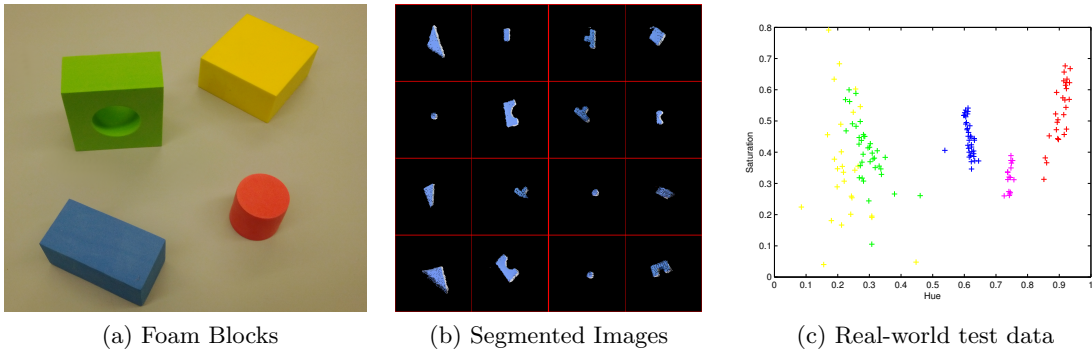 0.8
0.7
0.6
0.5
0.4
0.3
0.2
0.1
0
Saturation
0 0.1 0.2 0.3 0.4 0.5 0.6 0.7 0.8 0.9 1
Hue
(a) Foam Blocks (b) Segmented Images (c) Real-world test data